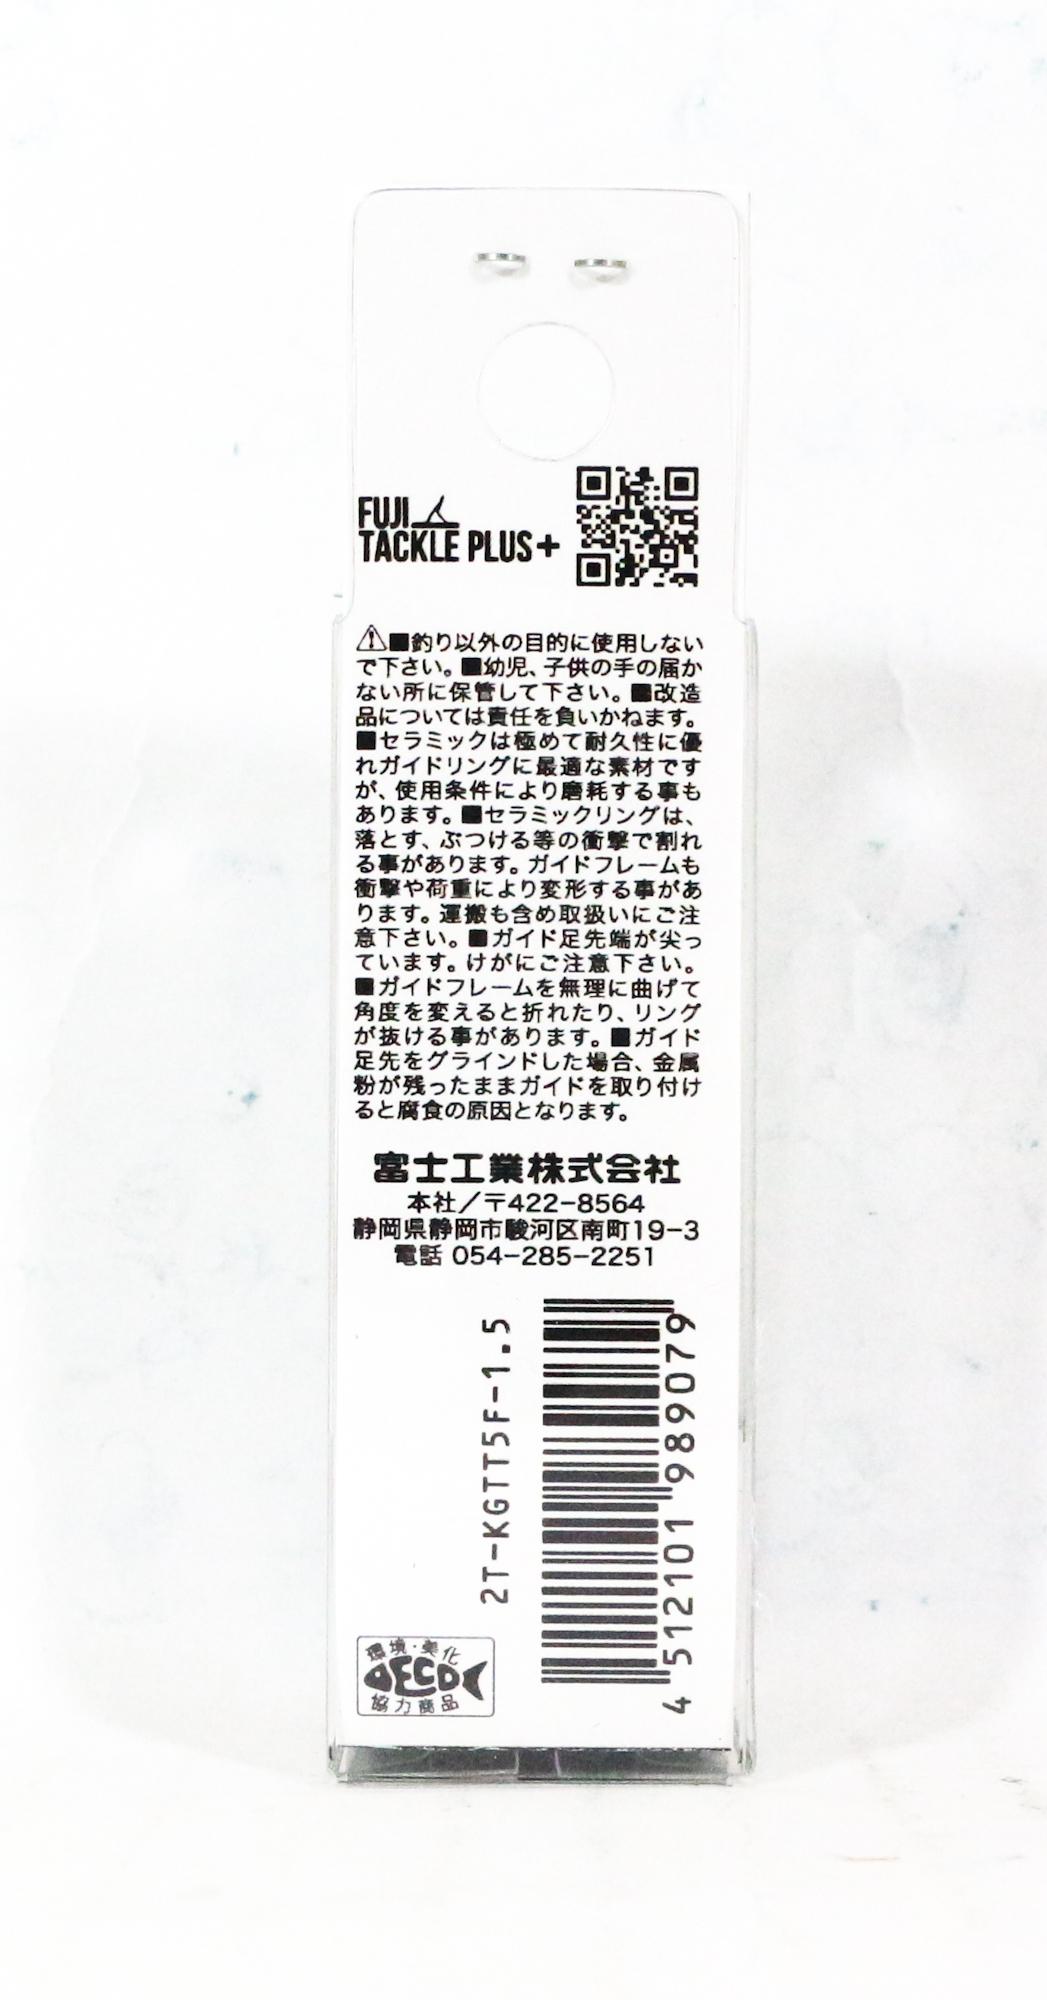 FUJI
TACKLE PLUS+
⚠■釣り以外の目的に使用しない
で下さい。■幼児、子供の手の届か
ない所に保管して下さい。■改造
品については責任を負いかねます。
■セラミックは極めて耐久性に優
れガイドリングに最適な素材です
が、使用条件により磨耗する事も
あります。■セラミックリングは、
落とす、ぶつける等の衝撃で割れ
る事があります。ガイドフレームも
衝撃や荷重により変形する事があ
ります。運搬も含め取扱いにご注
意下さい。■ガイド足先端が尖っ
ています。けがにご注意下さい。
■ガイドフレームを無理に曲げて
角度を変えると折れたり、リング
が抜ける事があります。■ガイド
足先をグラインドした場合、金属
粉が残ったままガイドを取り付け
ると腐食の原因となります。
富士工業株式会社
本社／〒422-8564
静岡県静岡市駿河区南町19-3
電話 054-285-2251
2T-KGTT5F-1.5
4 512101 989079
環境・美化
ECO
協力商品